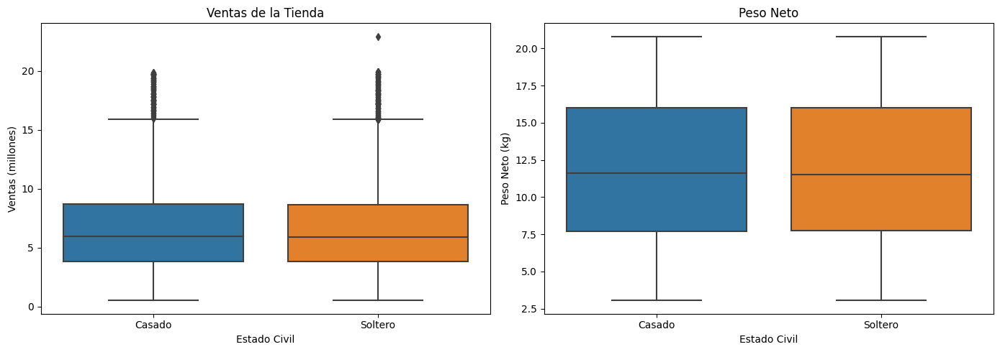 Ventas de la Tienda
Ventas (millones)
20
15
10
5
0
Casado
Soltero
Estado Civil
Peso Neto
Peso Neto (kg)
20.0
17.5
15.0
12.5
10.0
7.5
5.0
2.5
Casado
Soltero
Estado Civil